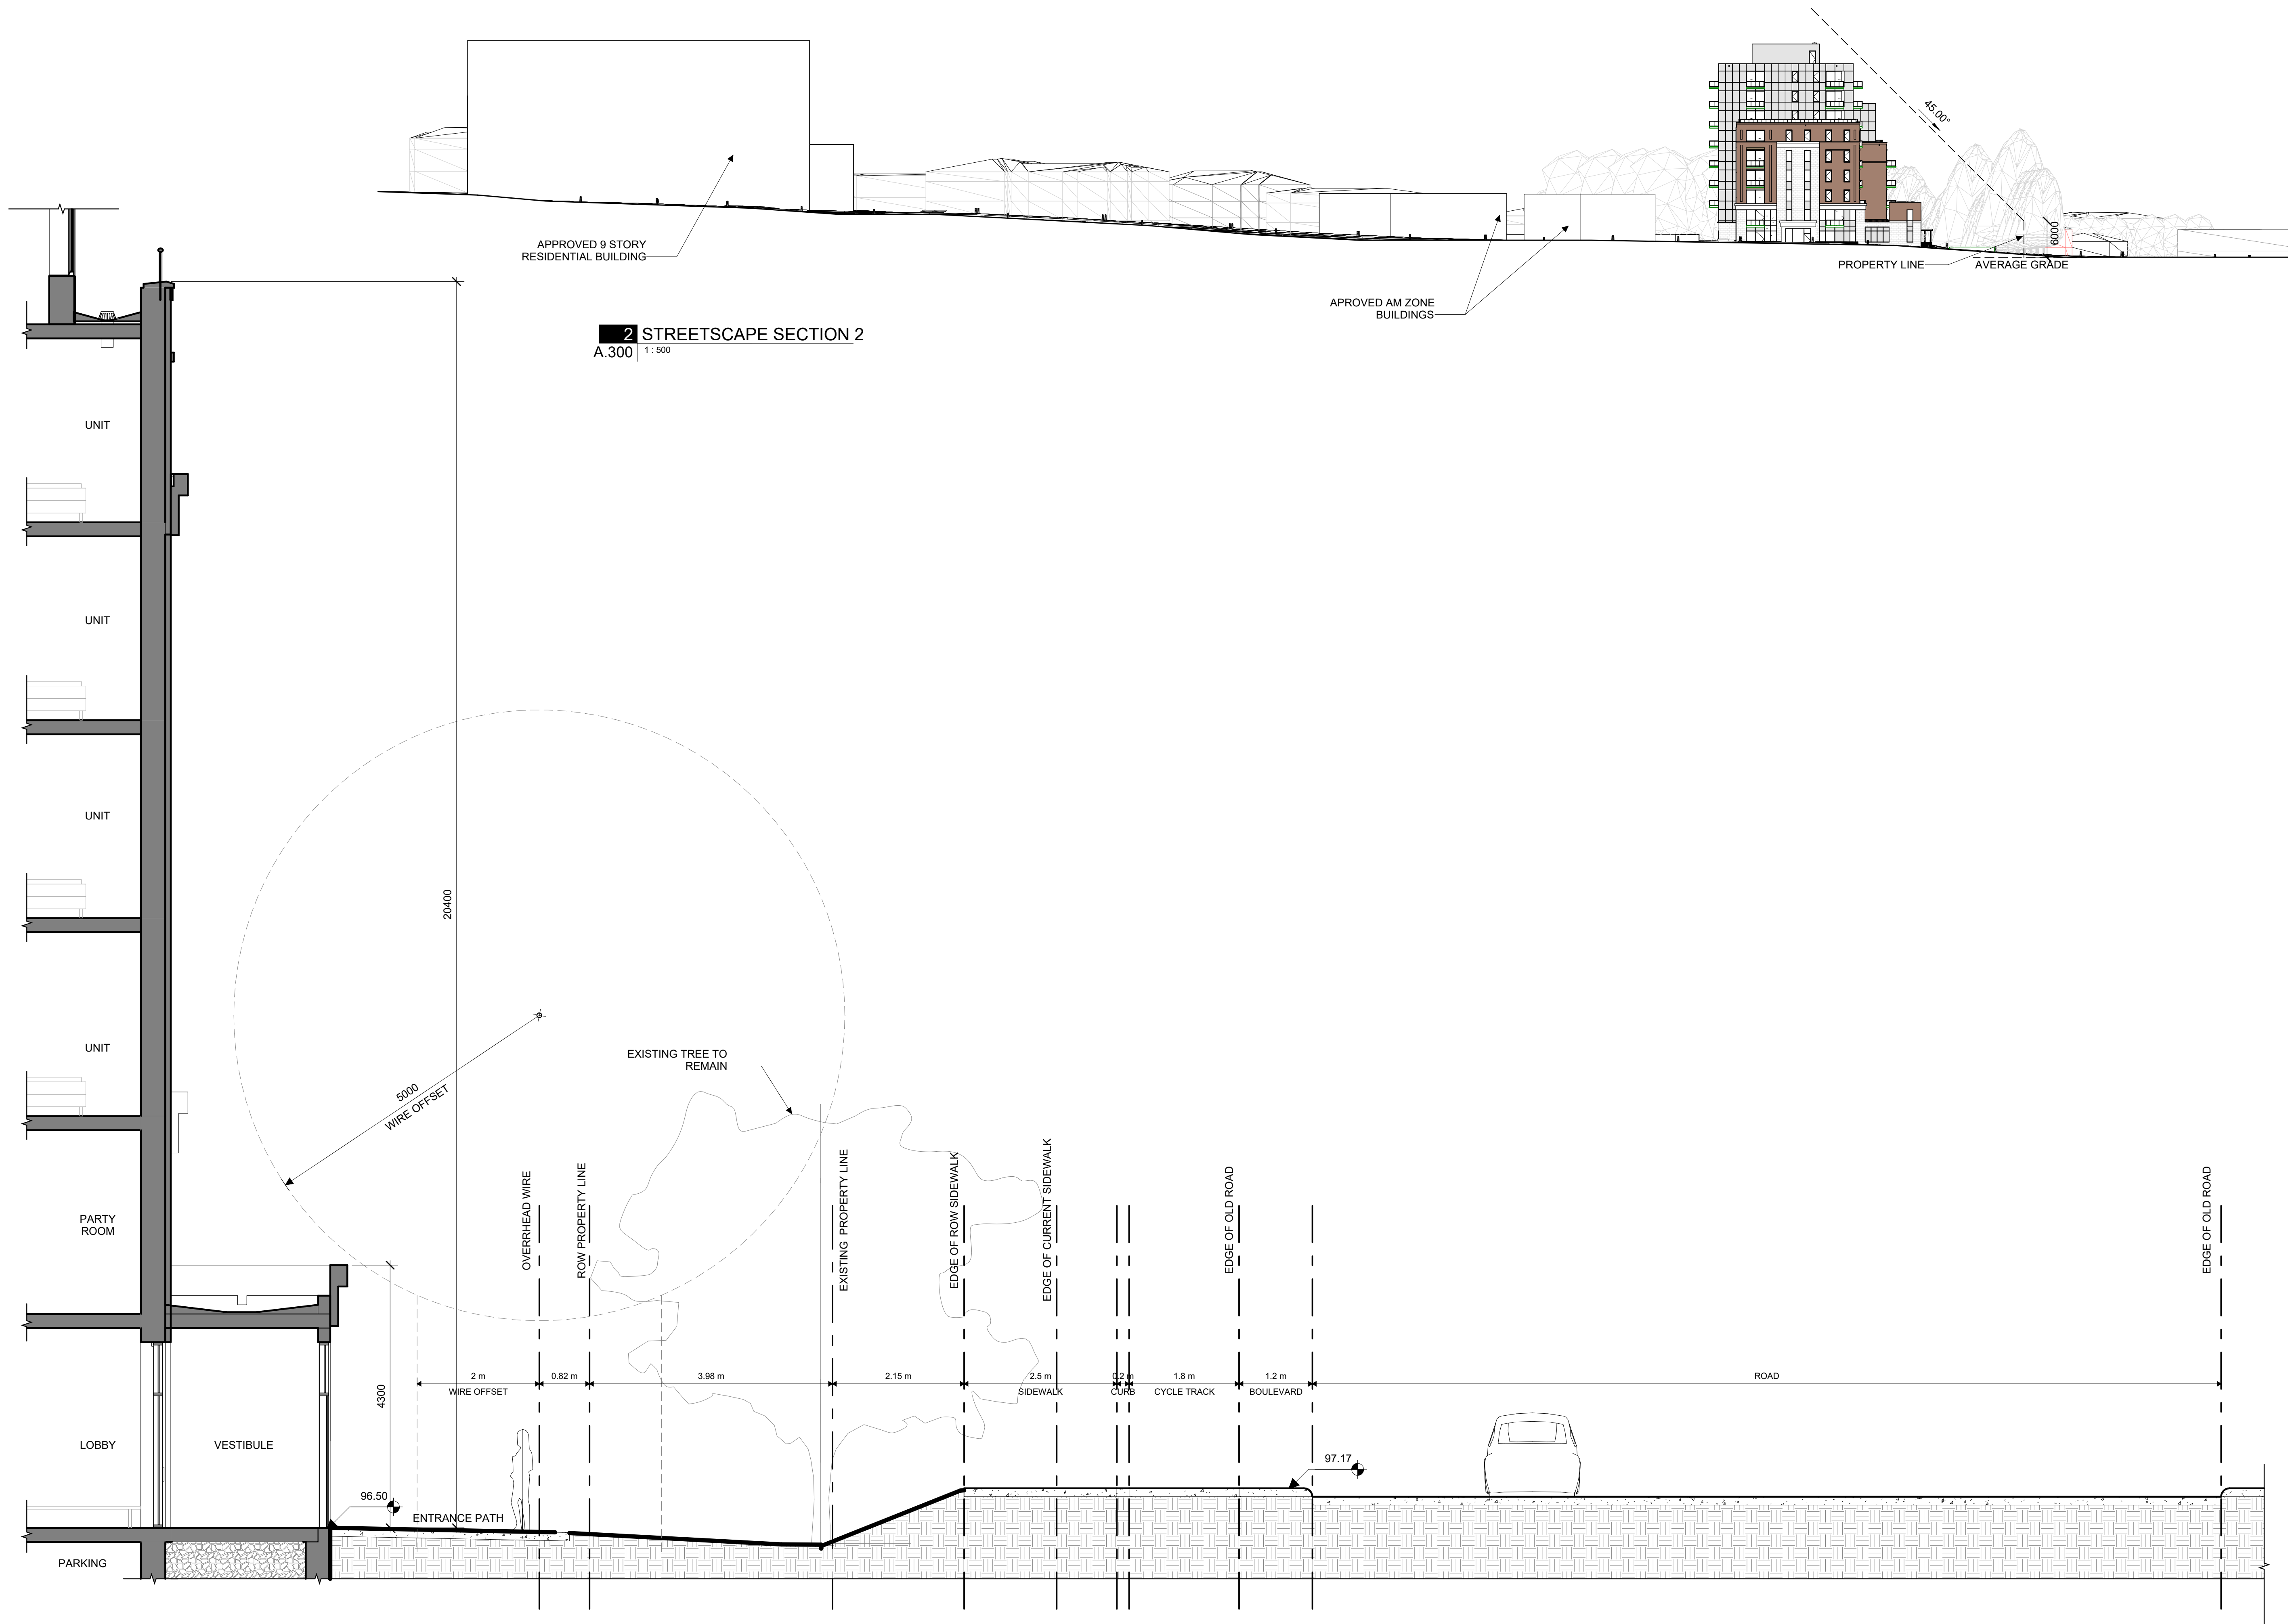 45.00°
6000
APPROVED 9 STORY
RESIDENTIAL BUILDING
PROPERTY LINE
AVERAGE GRADE
APROVED AM ZONE
BUILDINGS
2 STREETSCAPE SECTION 2
A.300 1 : 500
UNIT
UNIT
UNIT
UNIT
PARTY
ROOM
LOBBY
VESTIBULE
PARKING
20400
5000
WIRE OFFSET
EXISTING TREE TO
REMAIN
OVERRHEAD WIRE
ROW PROPERTY LINE
EXISTING PROPERTY LINE
EDGE OF ROW SIDEWALK
EDGE OF CURRENT SIDEWALK
EDGE OF OLD ROAD
EDGE OF OLD ROAD
4300
2 m
WIRE OFFSET
0.82 m
3.98 m
2.15 m
2.5 m
SIDEWALK
0.2 m
CURB
1.8 m
CYCLE TRACK
1.2 m
BOULEVARD
ROAD
97.17
96.50
ENTRANCE PATH